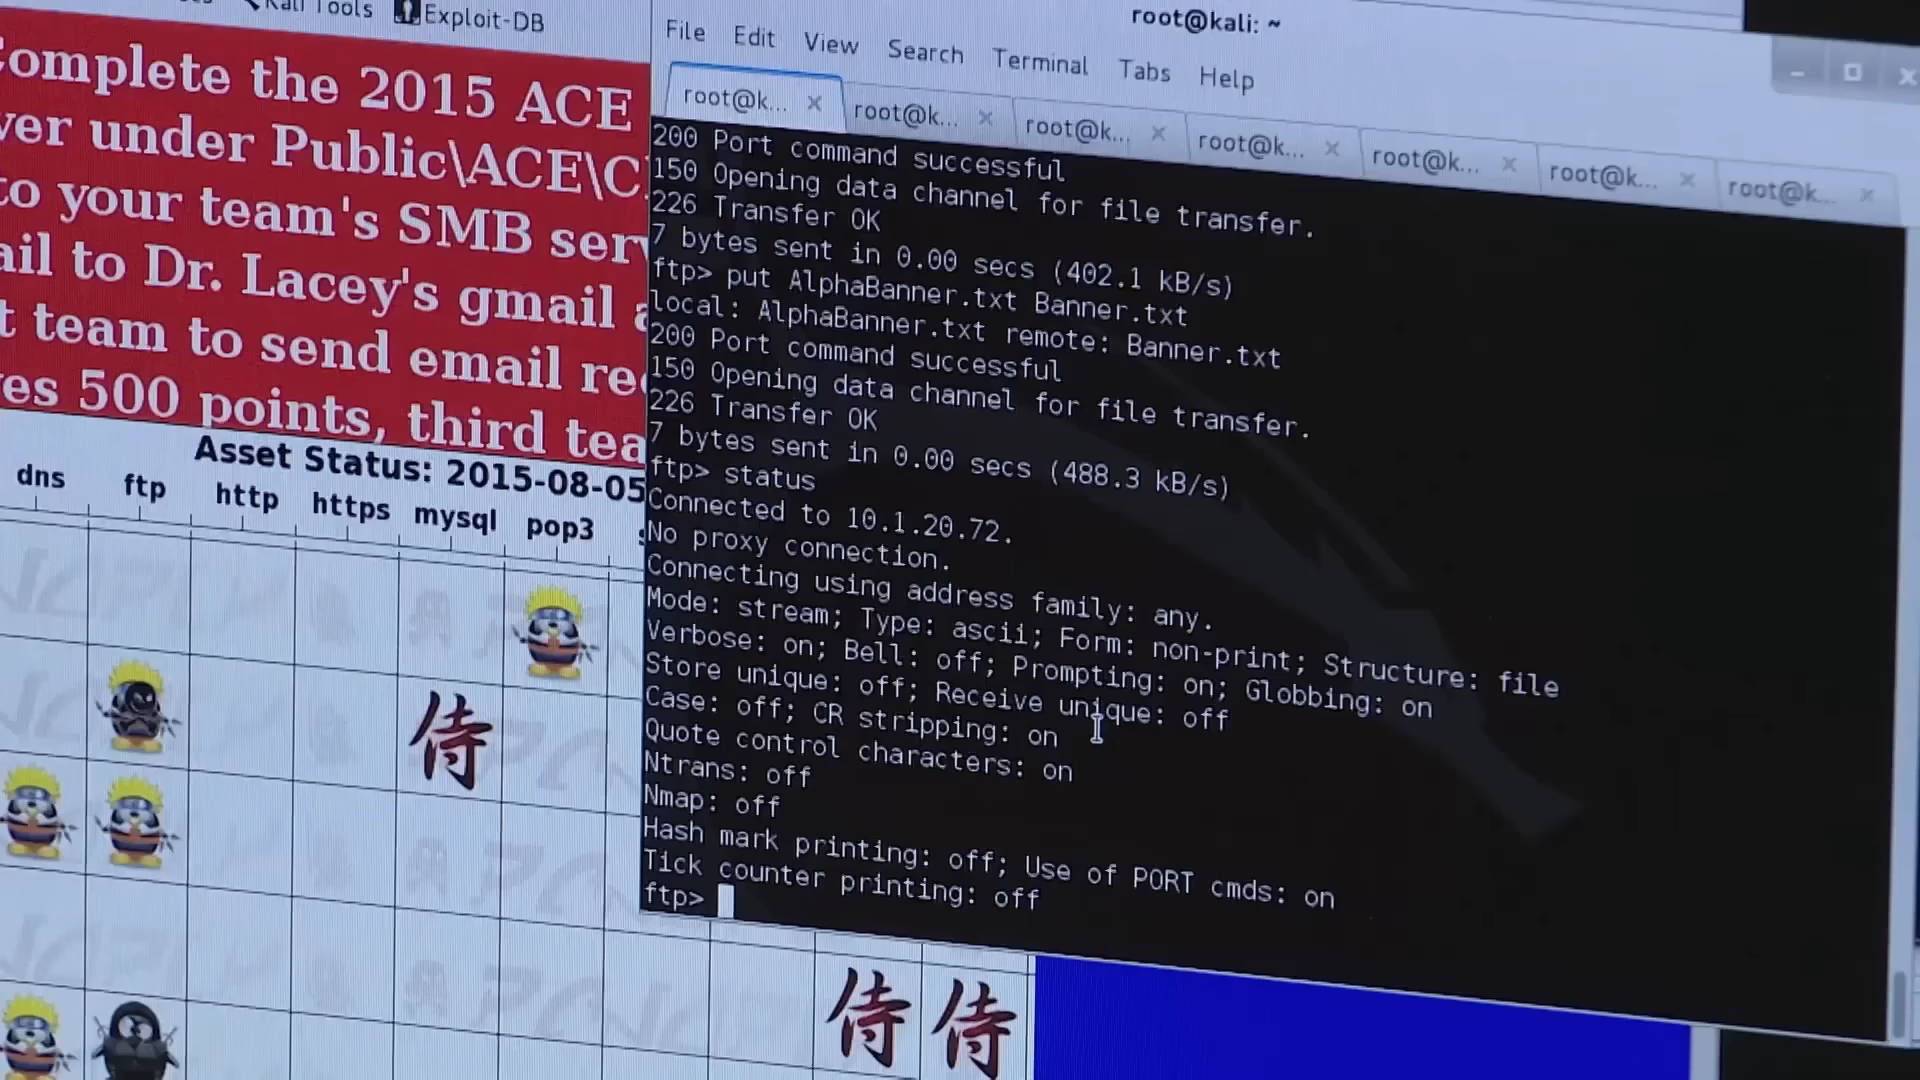 Kali Tools
Exploit-DB
Complete the 2015 ACE
ver under Public\ACE\C
to your team's SMB serv
ail to Dr. Lacey's gmail
t team to send email re
es 500 points, third tea
Asset Status: 2015-08-05
dns ftp http https mysql pop3
侍
侍 侍
root@kali: ~
File Edit View Search Terminal Tabs Help
root@k... root@k... root@k... root@k... root@k... root@k... root@k...
200 Port command successful
150 Opening data channel for file transfer.
226 Transfer OK
7 bytes sent in 0.00 secs (402.1 kB/s)
ftp> put AlphaBanner.txt Banner.txt
local: AlphaBanner.txt remote: Banner.txt
200 Port command successful
150 Opening data channel for file transfer.
226 Transfer OK
7 bytes sent in 0.00 secs (488.3 kB/s)
ftp> status
Connected to 10.1.20.72.
No proxy connection.
Connecting using address family: any.
Mode: stream; Type: ascii; Form: non-print; Structure: file
Verbose: on; Bell: off; Prompting: on; Globbing: on
Store unique: off; Receive unique: off
Case: off; CR stripping: on
Quote control characters: on
Ntrans: off
Nmap: off
Hash mark printing: off; Use of PORT cmds: on
Tick counter printing: off
ftp>